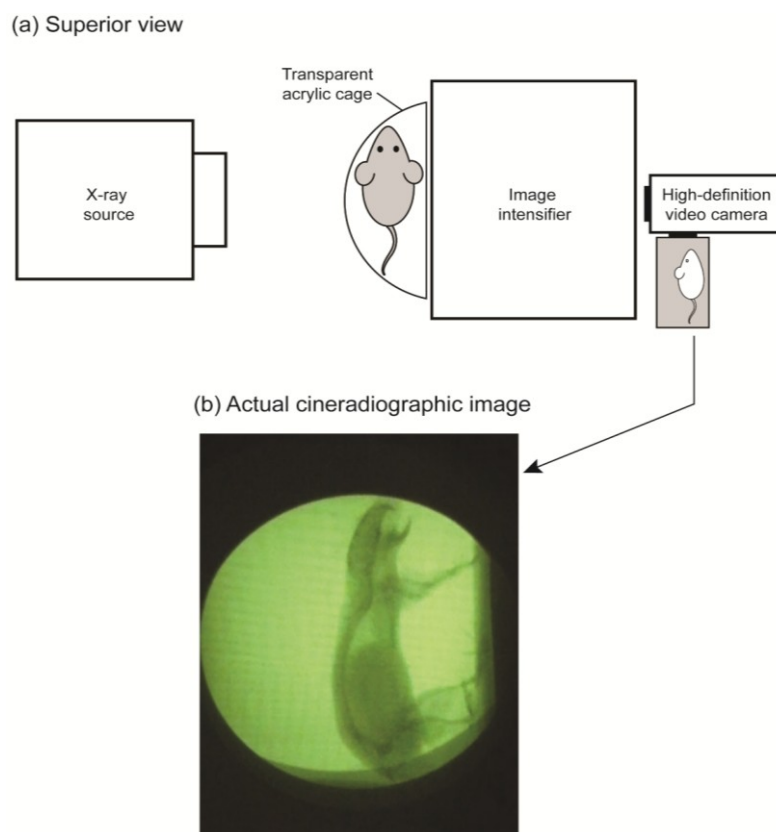 (a) Superior view
Transparent
acrylic cage
X-ray
source
Image
intensifier
High-definition
video camera
(b) Actual cineradiographic image